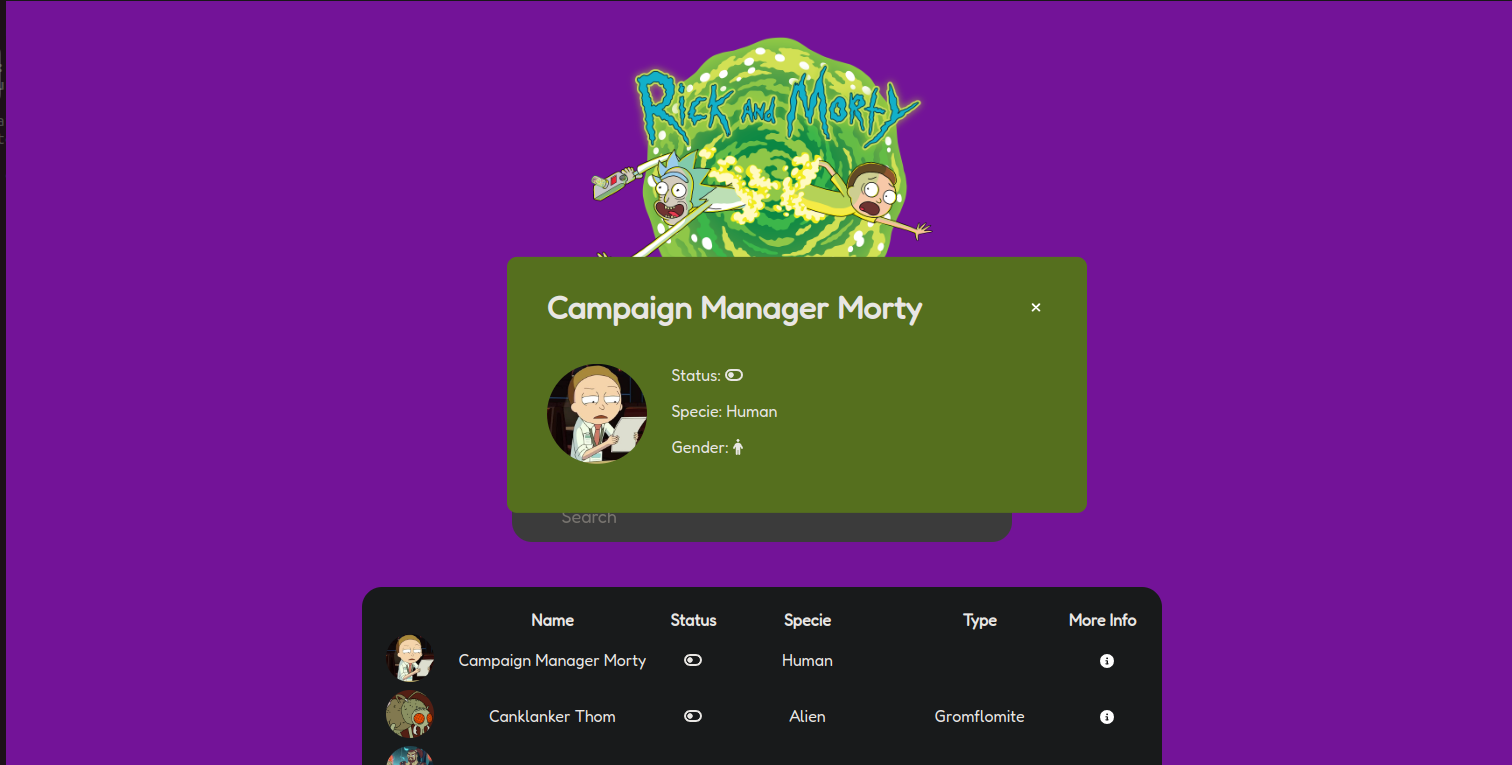 Rick and Morty
Campaign Manager Morty
Status:
Specie: Human
Gender:
Search
Name Status Specie Type More Info
Campaign Manager Morty Human
Canklanker Thom Alien Gromflomite